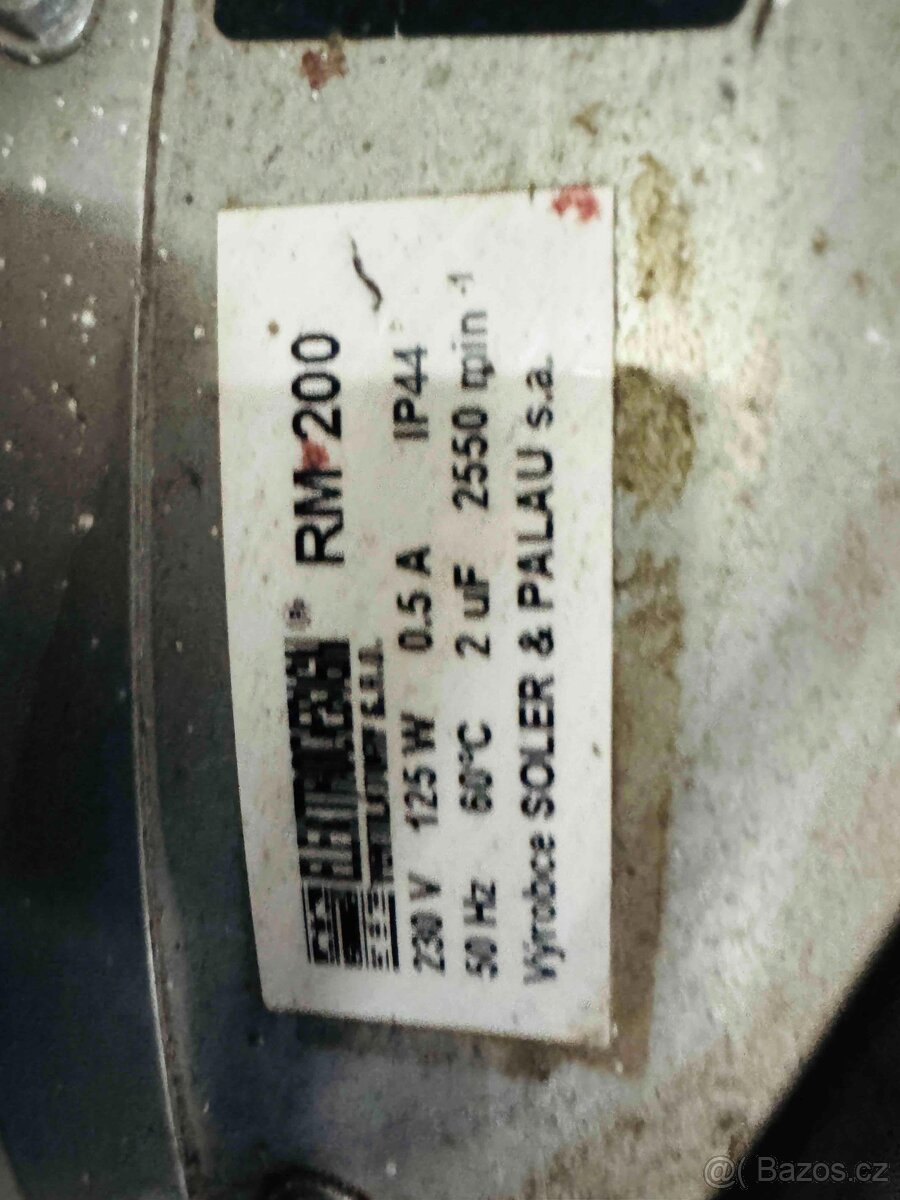 ® RM 200
s.r.o.
230 V 125 W 0.5 A IP44
50 Hz 60°C 2 uF 2550 min -1
Výrobce SOLER & PALAU s.a.
@( Bazos.cz